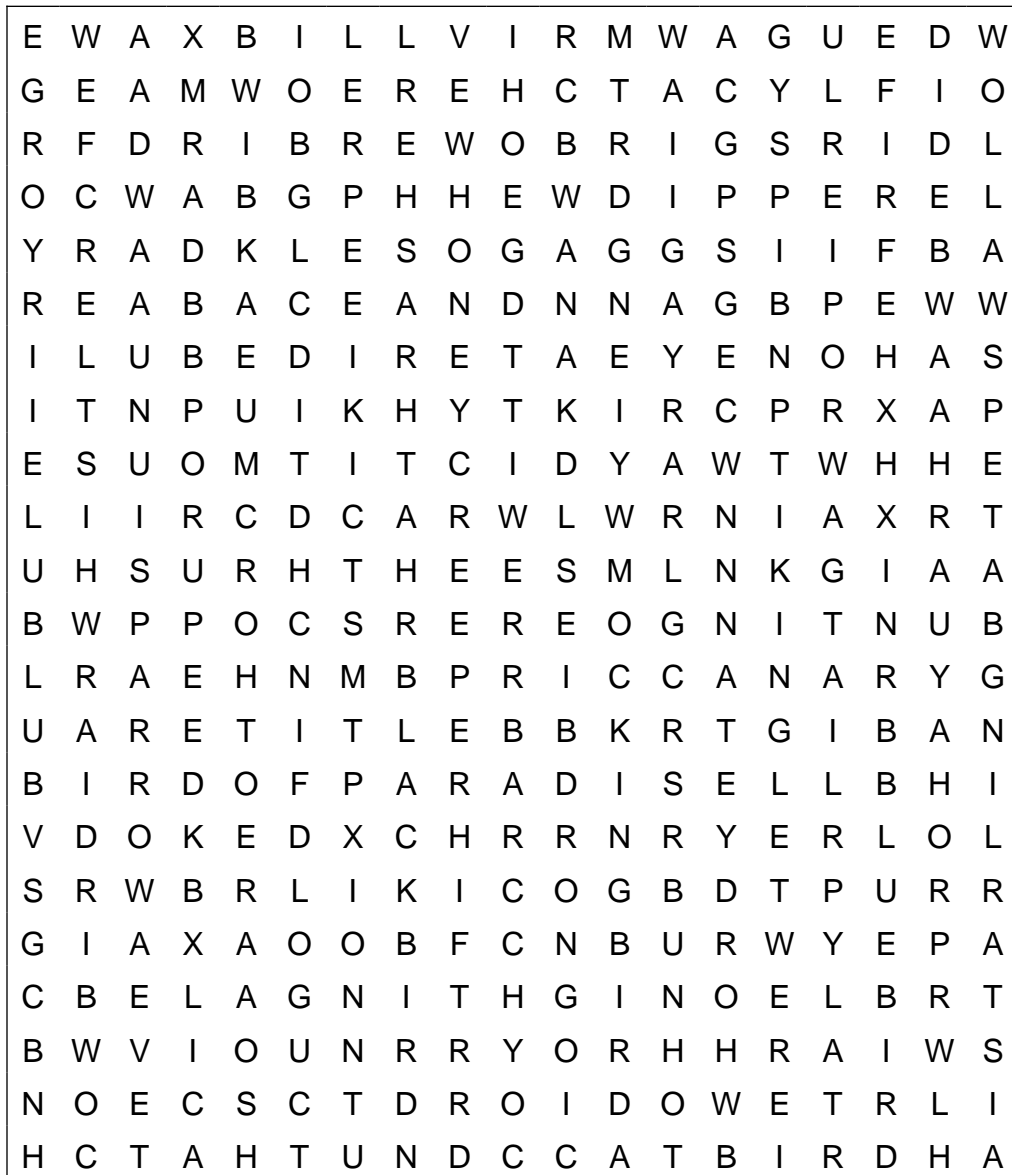 E W A X B I L L V I R M W A G U E D W
G E A M W O E R E H C T A C Y L F I O
R F D R I B R E W O B R I G S R I D L
O C W A B G P H H E W D I P P E R E L
Y R A D K L E S O G A G G S I I F B A
R E A B A C E A N D N N A G B P E W W
I L U B E D I R E T A E Y E N O H A S
I T N P U I K H Y T K I R C P R X A P
E S U O M T I T C I D Y A W T W H H E
L I I R C D C A R W L W R N I A X R T
U H S U R H T H E E S M L N K G I A A
B W P P O C S R E R E O G N I T N U B
L R A E H N M B P R I C C A N A R Y G
U A R E T I T L E B B K R T G I B A N
B I R D O F P A R A D I S E L L B H I
V D O K E D X C H R R N R Y E R L O L
S R W B R L I K I C O G B D T P U R R
G I A X A O O B F C N B U R W Y E P A
C B E L A G N I T H G I N O E L B R T
B W V I O U N R R Y O R H H R A I W S
N O E C S C T D R O I D O W E T R L I
H C T A H T U N D C C A T B I R D H A